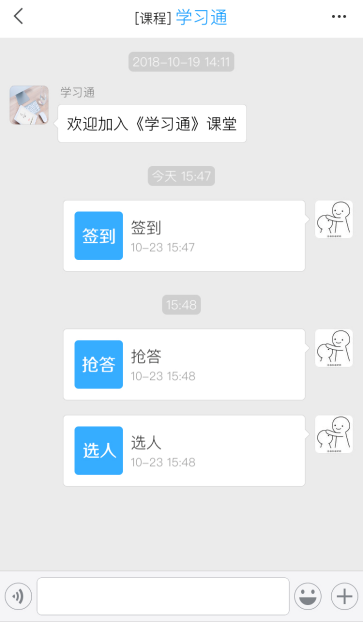 [课程] 学习通
2018-10-19 14:11
学习通
欢迎加入《学习通》课堂
今天 15:47
签到 签到
10-23 15:47
15:48
抢答 抢答
10-23 15:48
选人 选人
10-23 15:48